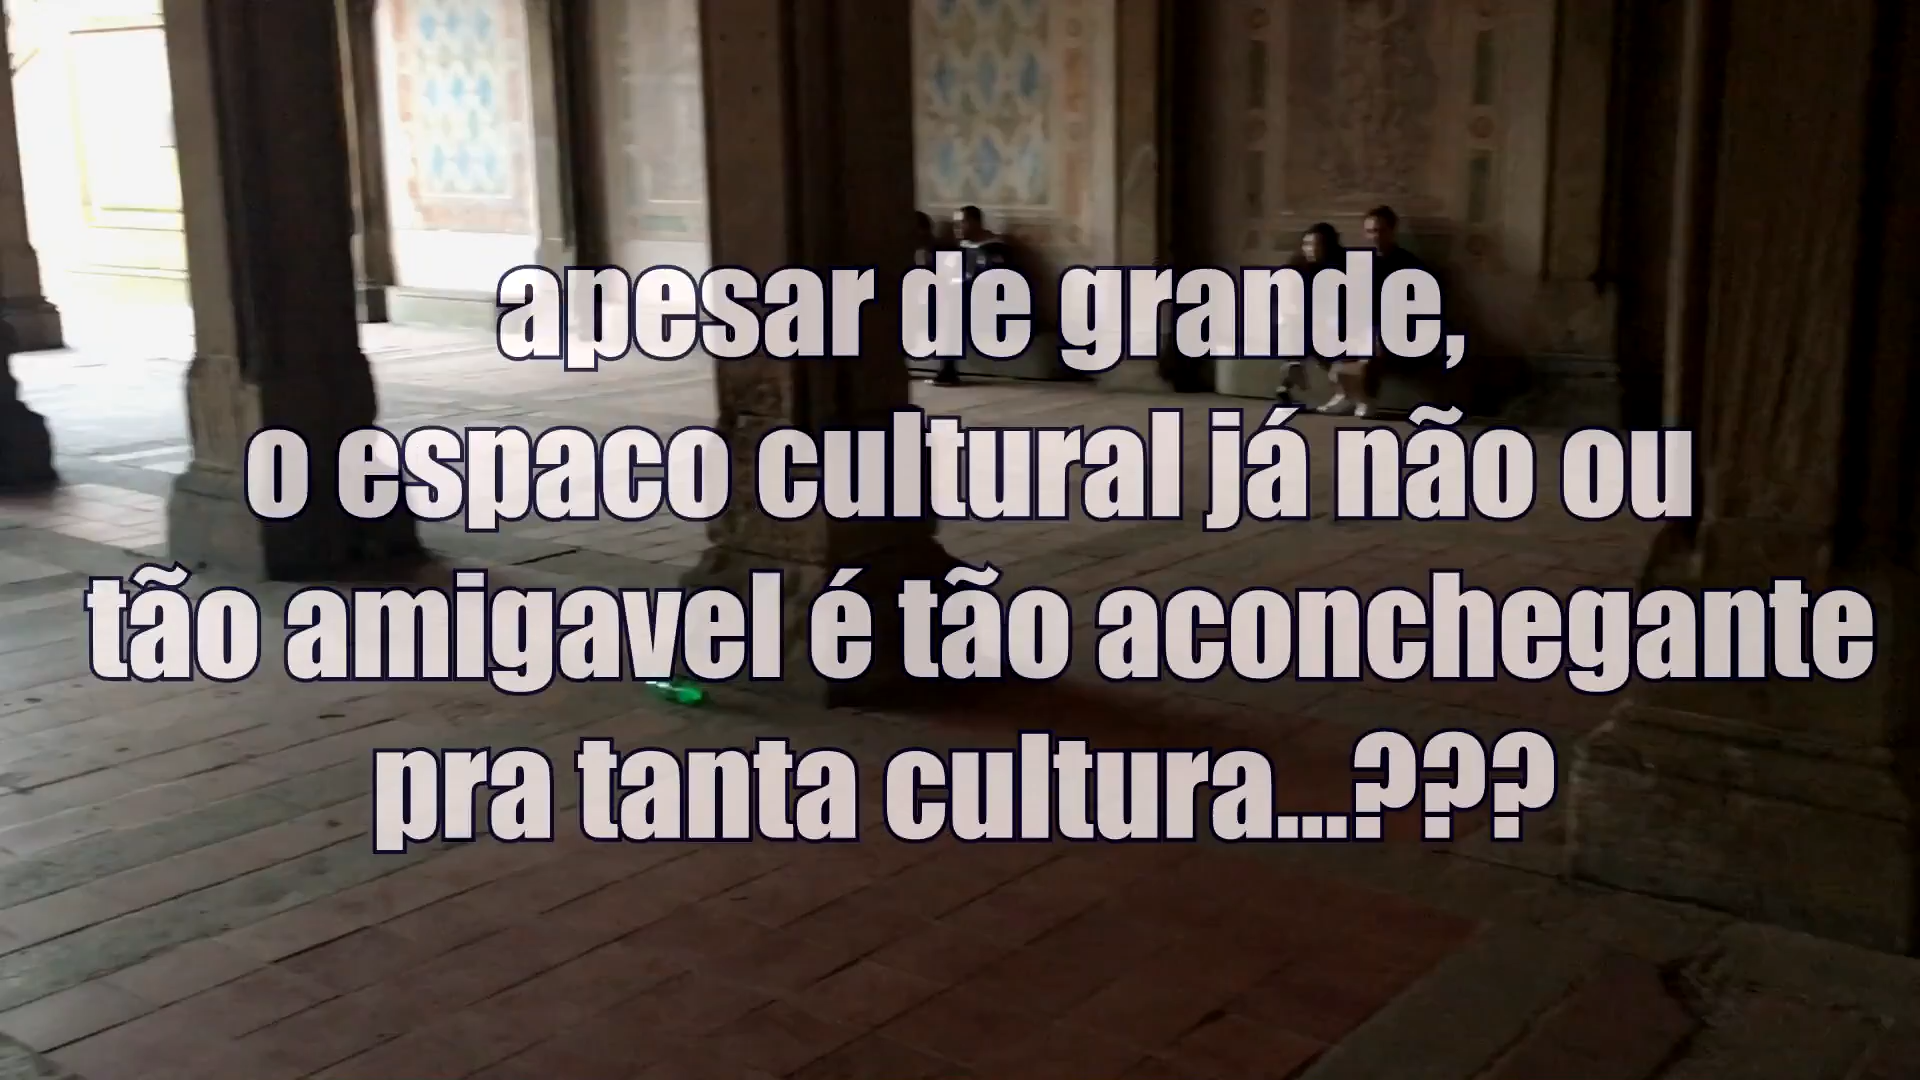 apesar de grande,
o espaco cultural já não ou
tão amigavel é tão aconchegante
pra tanta cultura...???